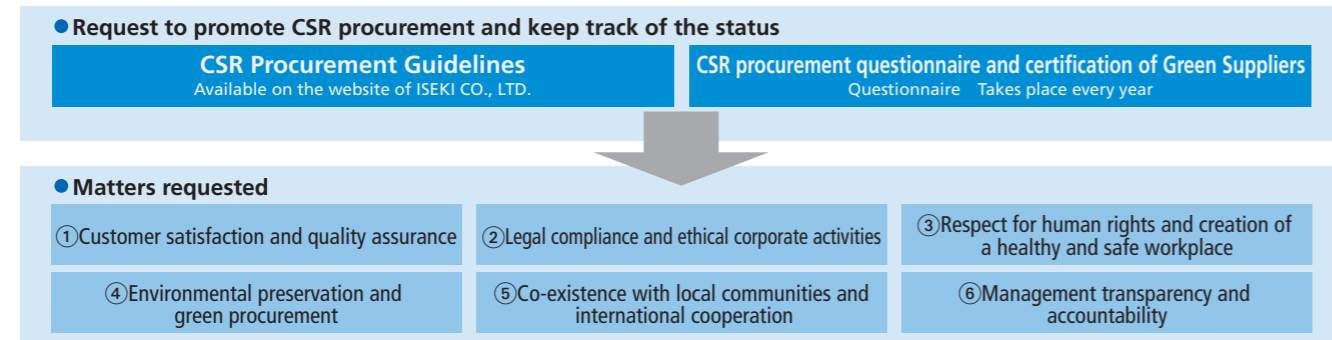 ●Request to promote CSR procurement and keep track of the status
CSR Procurement Guidelines
Available on the website of ISEKI CO., LTD.
CSR procurement questionnaire and certification of Green Suppliers
Questionnaire Takes place every year
●Matters requested
①Customer satisfaction and quality assurance
②Legal compliance and ethical corporate activities
③Respect for human rights and creation of
a healthy and safe workplace
④Environmental preservation and
green procurement
⑤Co-existence with local communities and
international cooperation
⑥Management transparency and
accountability